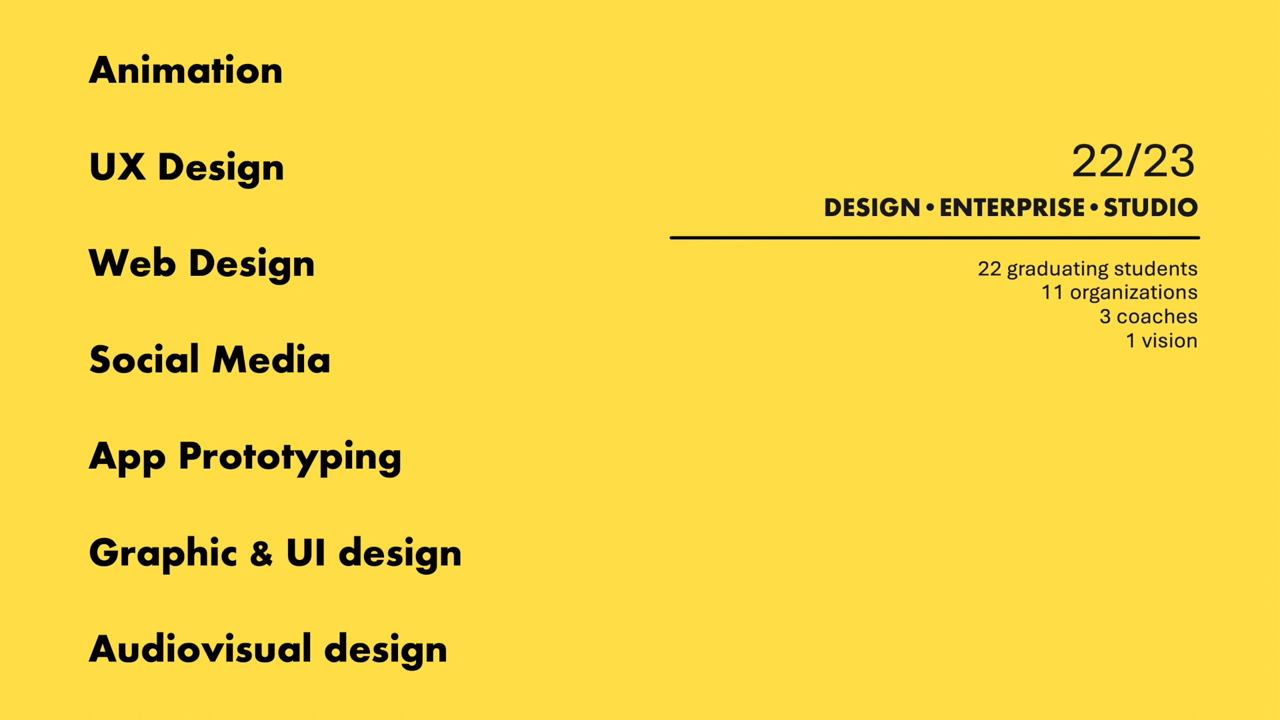 Animation
UX Design
Web Design
Social Media
App Prototyping
Graphic & UI design
Audiovisual design
22/23
DESIGN • ENTERPRISE • STUDIO
22 graduating students
11 organizations
3 coaches
1 vision